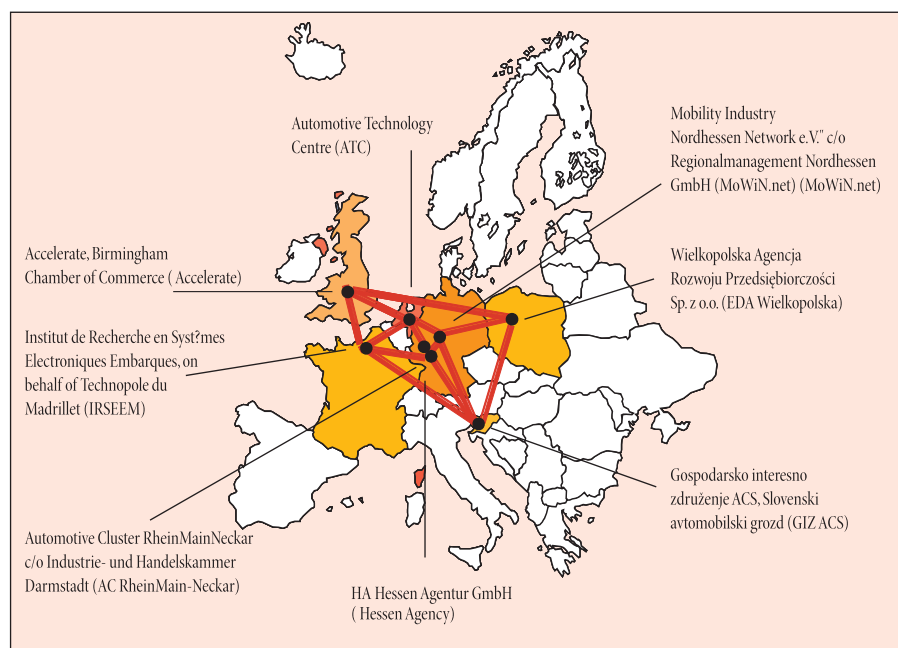 Automotive Technology
Centre (ATC)
Mobility Industry
Nordhessen Network e.V." c/o
Regionalmanagement Nordhessen
GmbH (MoWiN.net) (MoWiN.net)
Accelerate, Birmingham
Chamber of Commerce ( Accelerate)
Wielkopolska Agencja
Rozwoju Przedsiębiorczości
Sp. z o.o. (EDA Wielkopolska)
Institut de Recherche en Syst?mes
Electroniques Embarques, on
behalf of Technopole du
Madrillet (IRSEEM)
Gospodarsko interesno
združenje ACS, Slovenski
avtomobilski grozd (GIZ ACS)
Automotive Cluster RheinMainNeckar
c/o Industrie- und Handelskammer
Darmstadt (AC RheinMain-Neckar)
HA Hessen Agentur GmbH
( Hessen Agency)